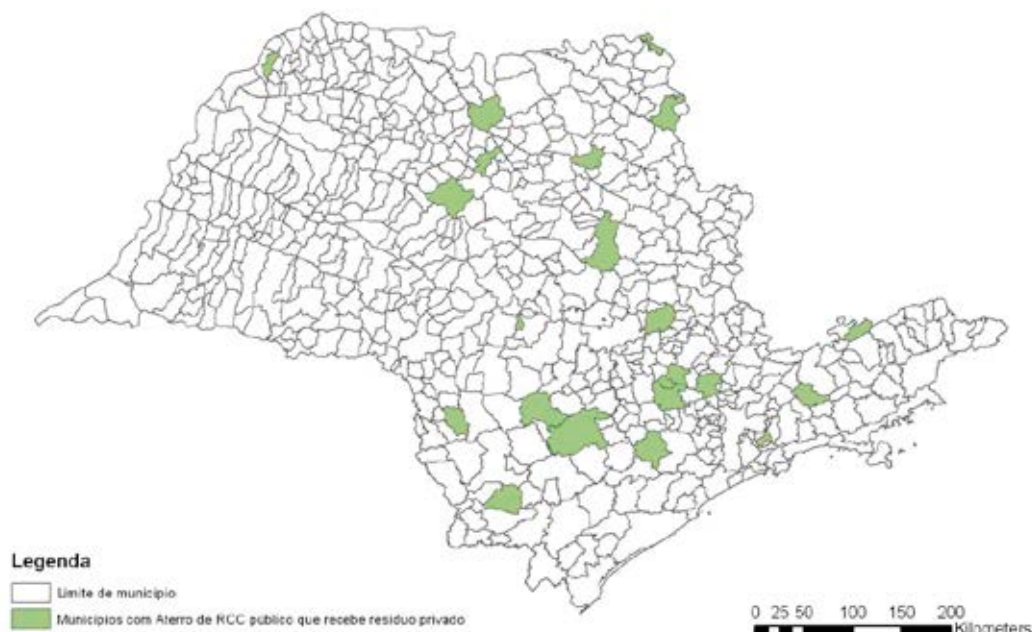 Legenda
Limite de município
Municípios com Aterro de RCC público que recebe resíduo privado
0 25 50 100 150 200
Kilometers